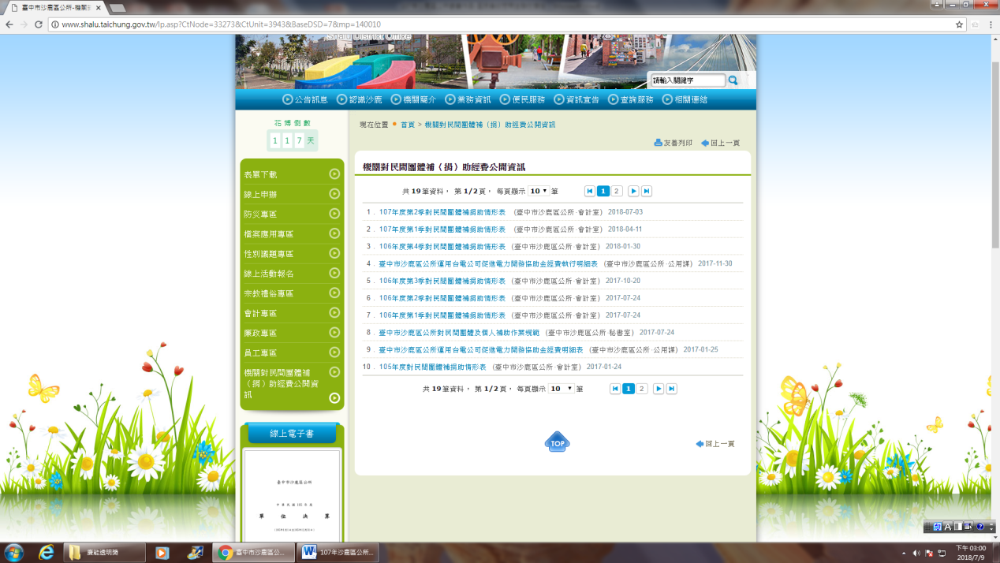 臺中市沙鹿區公所-機關對
www.shalu.taichung.gov.tw/lp.asp?CtNode=33273&CtUnit=3943&BaseDSD=7&mp=140010
Shalu District Office
請輸入關鍵字
公告訊息 認識沙鹿 機關簡介 業務資訊 便民服務 資訊宣告 查詢服務 相關連結
花博倒數
117天
現在位置 首頁 > 機關對民間團體補（捐）助經費公開資訊
友善列印 回上一頁
表單下載
線上申辦
防災專區
檔案應用專區
性別議題專區
線上活動報名
宗教禮俗專區
會計專區
廉政專區
員工專區
機關對民間團體補
（捐）助經費公開資
訊
線上電子書
臺中市沙鹿區公所
單位決算
機關對民間團體補（捐）助經費公開資訊
共 19 筆資料， 第 1/2 頁， 每頁顯示 10 筆 1 2
1 . 107年度第2季對民間團體補捐助情形表 （臺中市沙鹿區公所‧會計室） 2018-07-03
2 . 107年度第1季對民間團體補捐助情形表 （臺中市沙鹿區公所‧會計室） 2018-04-11
3 . 106年度第4季對民間團體補捐助情形表 （臺中市沙鹿區公所‧會計室） 2018-01-30
4 . 臺中市沙鹿區公所運用台電公司促進電力開發協助金經費執行明細表 （臺中市沙鹿區公所‧公用課） 2017-11-30
5 . 106年度第3季對民間團體補捐助情形表 （臺中市沙鹿區公所‧會計室） 2017-10-20
6 . 106年度第2季對民間團體補捐助情形表 （臺中市沙鹿區公所‧會計室） 2017-07-24
7 . 106年度第1季對民間團體補捐助情形表 （臺中市沙鹿區公所‧會計室） 2017-07-24
8 . 臺中市沙鹿區公所對民間團體及個人補助作業規範 （臺中市沙鹿區公所‧秘書室） 2017-07-24
9 . 臺中市沙鹿區公所運用台電公司促進電力開發協助金經費明細表 （臺中市沙鹿區公所‧公用課） 2017-01-25
10 . 105年度對民間團體補捐助情形表 （臺中市沙鹿區公所‧會計室） 2017-01-24
共 19 筆資料， 第 1/2 頁， 每頁顯示 10 筆 1 2
TOP
回上一頁
臺中市沙鹿區公...
107年沙鹿區公所...
下午 03:00
2018/7/9